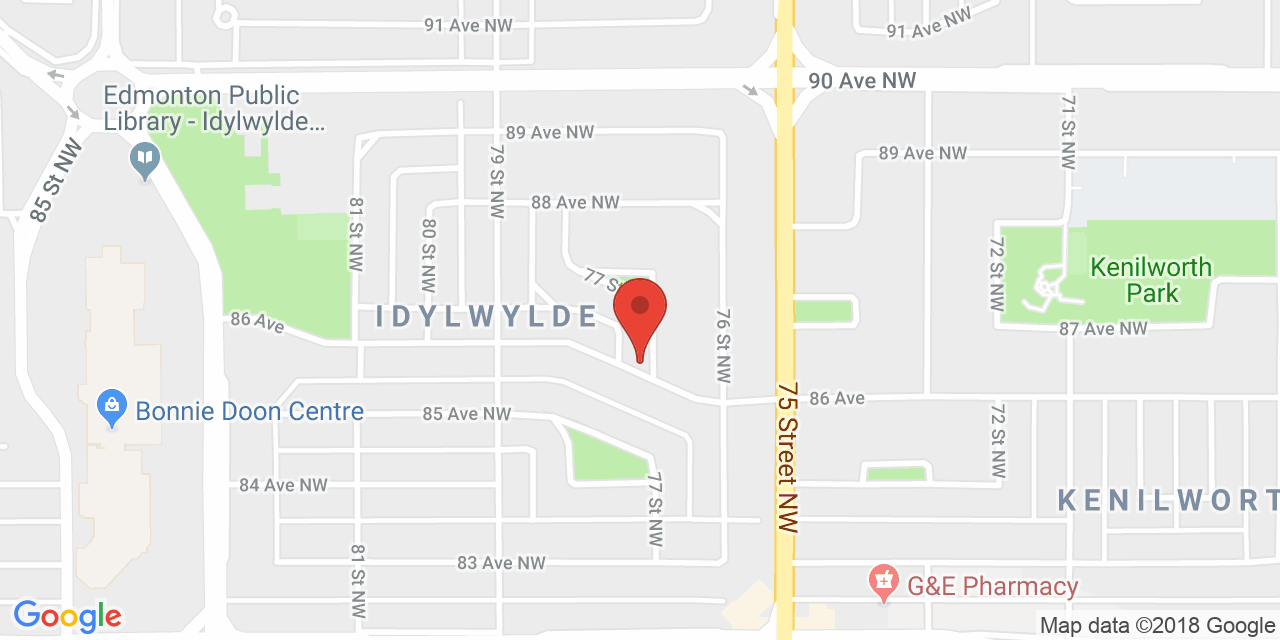 91 Ave NW
91 Ave NW
90 Ave NW
Edmonton Public
Library - Idylwylde...
71 St NW
89 Ave NW
89 Ave NW
85 St NW
79 St NW
88 Ave NW
81 St NW
80 St NW
72 St NW
77 St
Kenilworth
Park
86 Ave
IDYLWYLDE
76 St NW
87 Ave NW
75 Street NW
86 Ave
Bonnie Doon Centre
85 Ave NW
72 St NW
84 Ave NW
77 St NW
KENILWORT
81 St NW
83 Ave NW
G&E Pharmacy
Google
Map data ©2018 Google